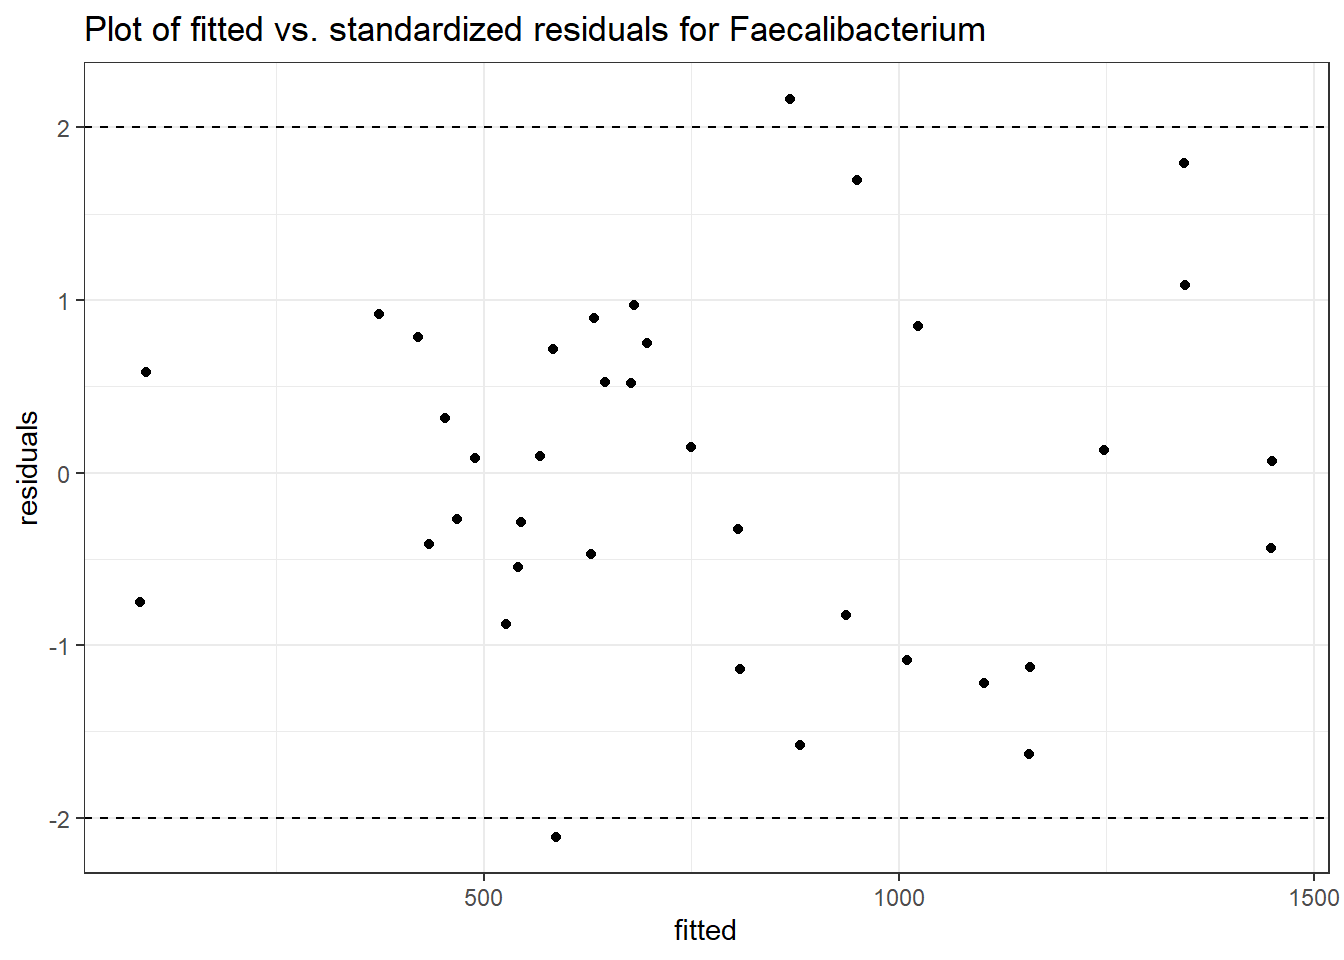 Plot of fitted vs. standardized residuals for Faecalibacterium
2
1
0
-1
-2
residuals
500
1000
1500
fitted